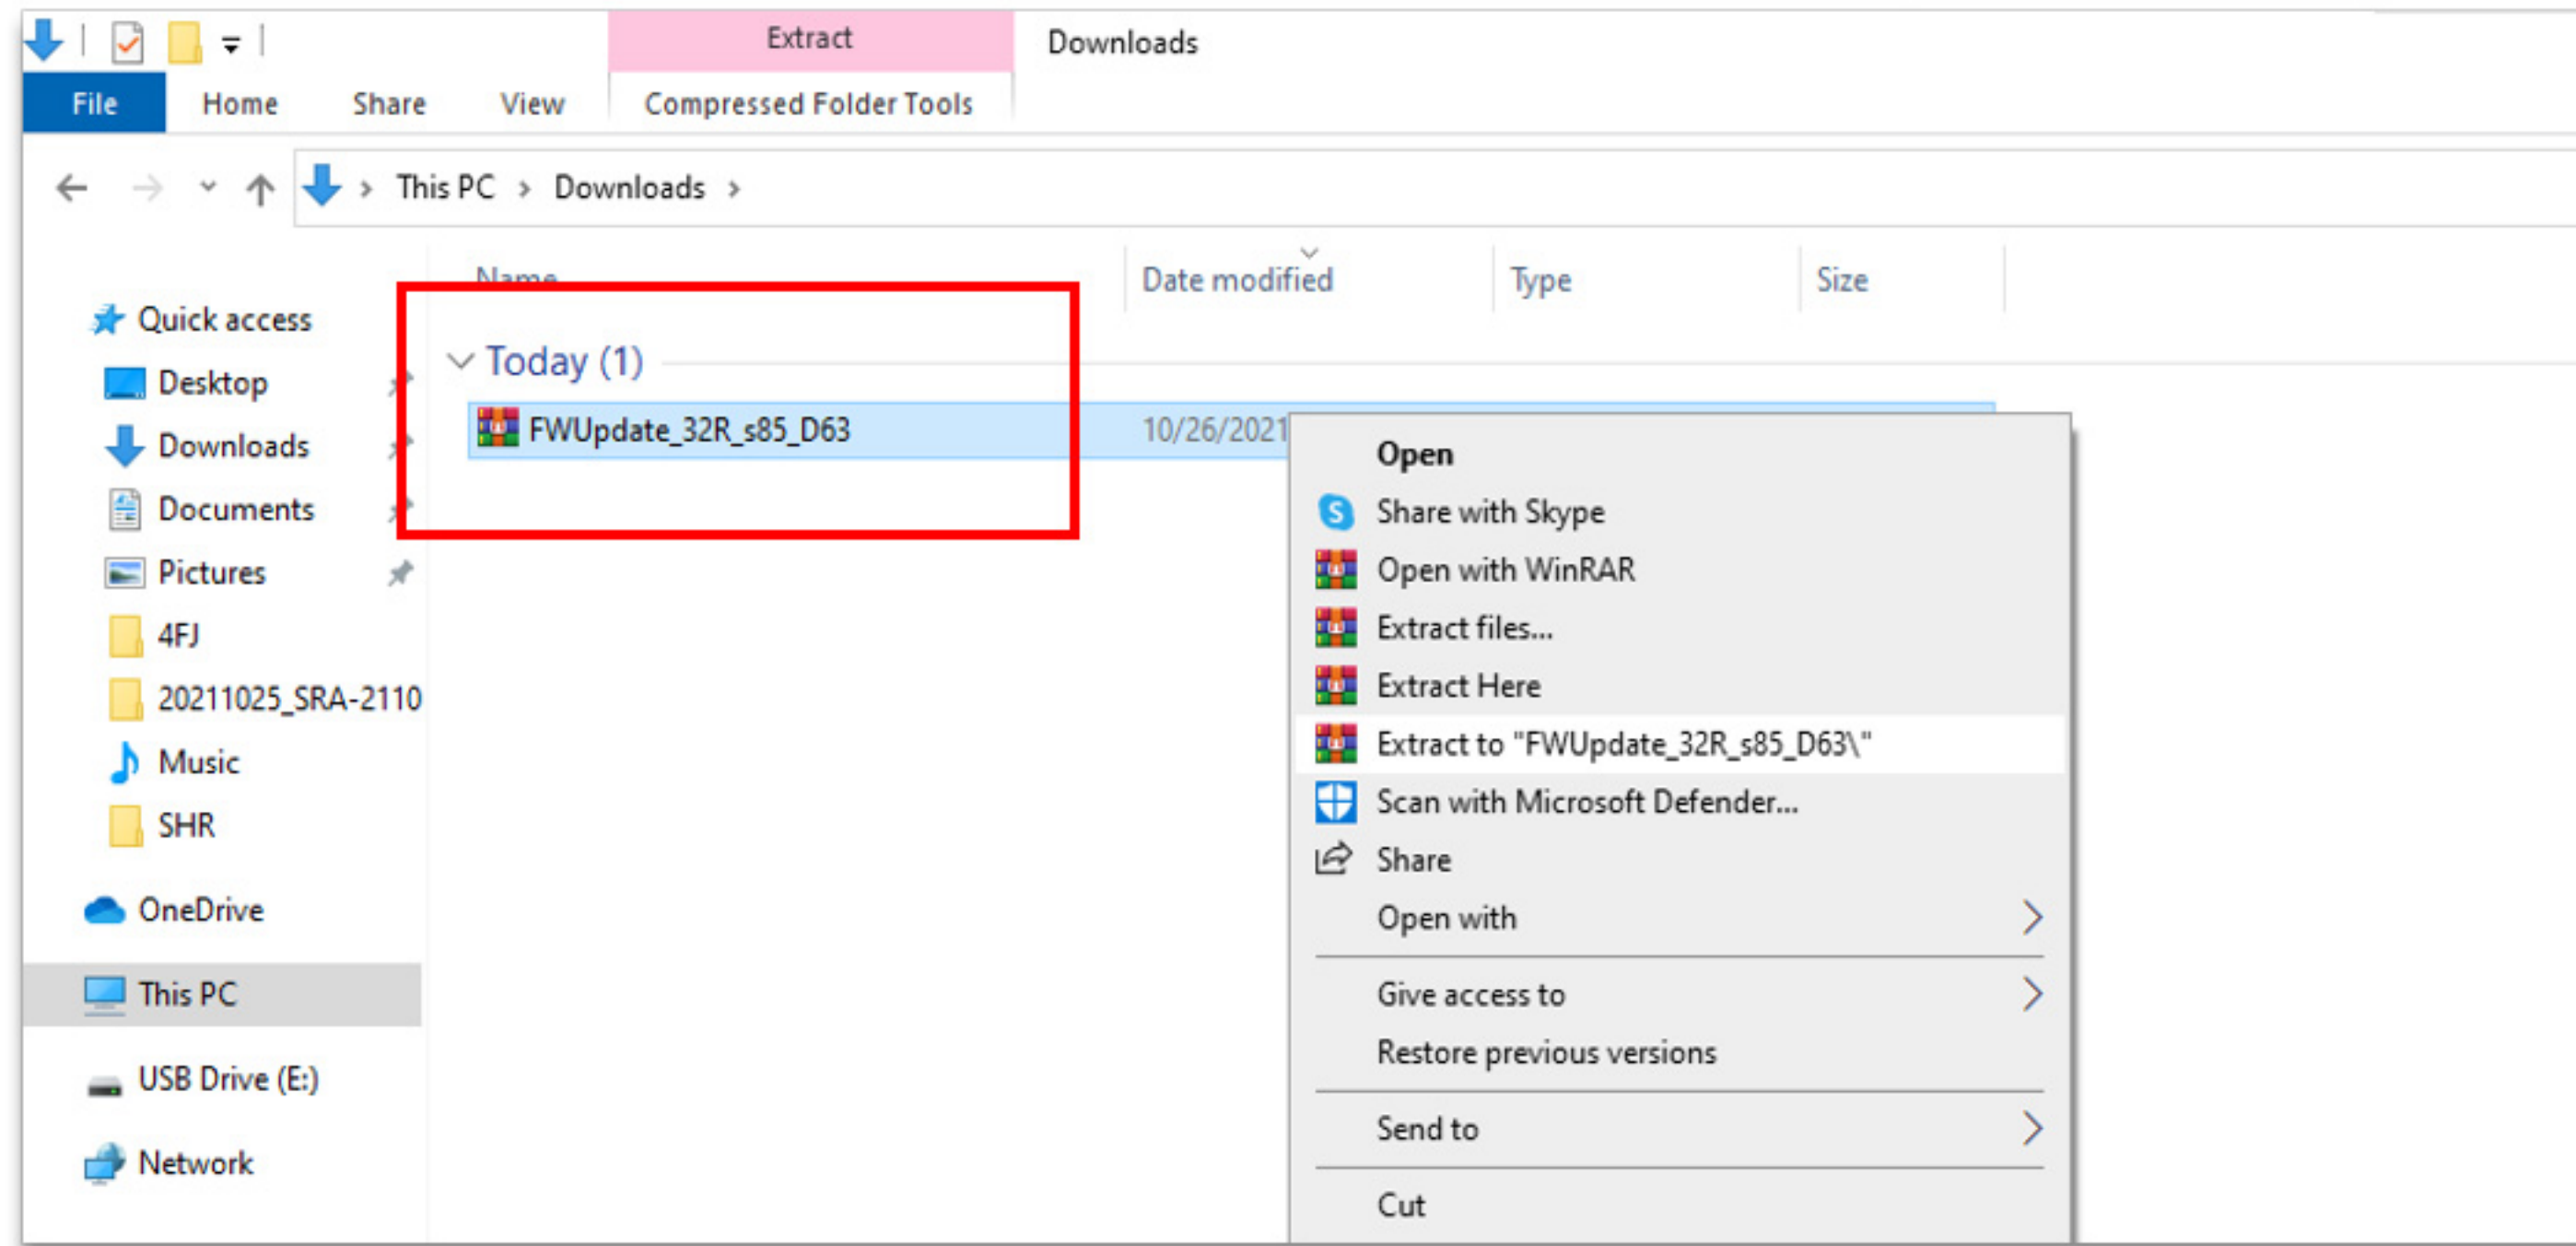 Extract
Downloads
File Home Share View Compressed Folder Tools
This PC Downloads
Name Date modified Type Size
Quick access
Desktop
Downloads
Documents
Pictures
4FJ
20211025_SRA-2110
Music
SHR
OneDrive
This PC
USB Drive (E:)
Network
Today (1)
FWUpdate_32R_s85_D63 10/26/2021
Open
Share with Skype
Open with WinRAR
Extract files...
Extract Here
Extract to "FWUpdate_32R_s85_D63\"
Scan with Microsoft Defender...
Share
Open with
Give access to
Restore previous versions
Send to
Cut